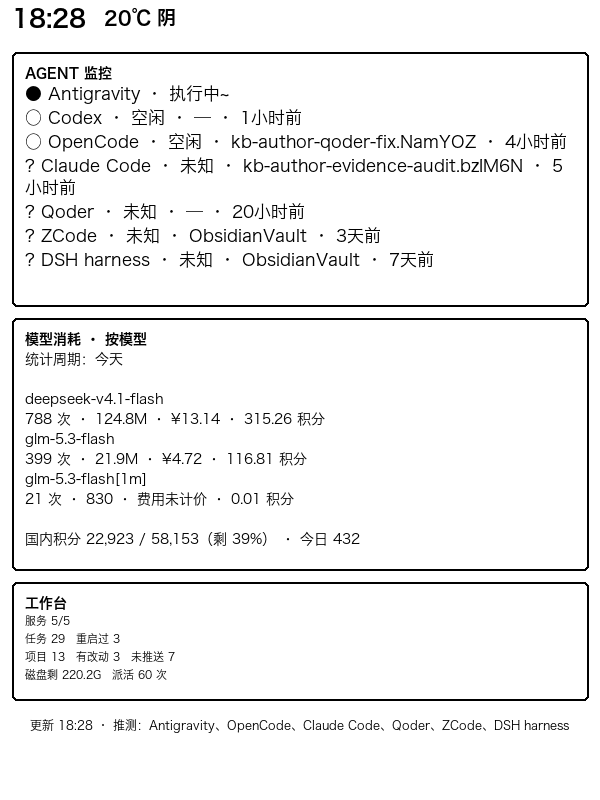 18:28 20℃ 阴
AGENT 监控
● Antigravity · 执行中~
○ Codex · 空闲 · — · 1小时前
○ OpenCode · 空闲 · kb-author-qoder-fix.NamYOZ · 4小时前
? Claude Code · 未知 · kb-author-evidence-audit.bzlM6N · 5
小时前
? Qoder · 未知 · — · 20小时前
? ZCode · 未知 · ObsidianVault · 3天前
? DSH harness · 未知 · ObsidianVault · 7天前
模型消耗 · 按模型
统计周期：今天
deepseek-v4.1-flash
788 次 · 124.8M · ¥13.14 · 315.26 积分
glm-5.3-flash
399 次 · 21.9M · ¥4.72 · 116.81 积分
glm-5.3-flash[1m]
21 次 · 830 · 费用未计价 · 0.01 积分
国内积分 22,923 / 58,153（剩 39%） · 今日 432
工作台
服务 5/5
任务 29 重启过 3
项目 13 有改动 3 未推送 7
磁盘剩 220.2G 派活 60 次
更新 18:28 · 推测：Antigravity、OpenCode、Claude Code、Qoder、ZCode、DSH harness